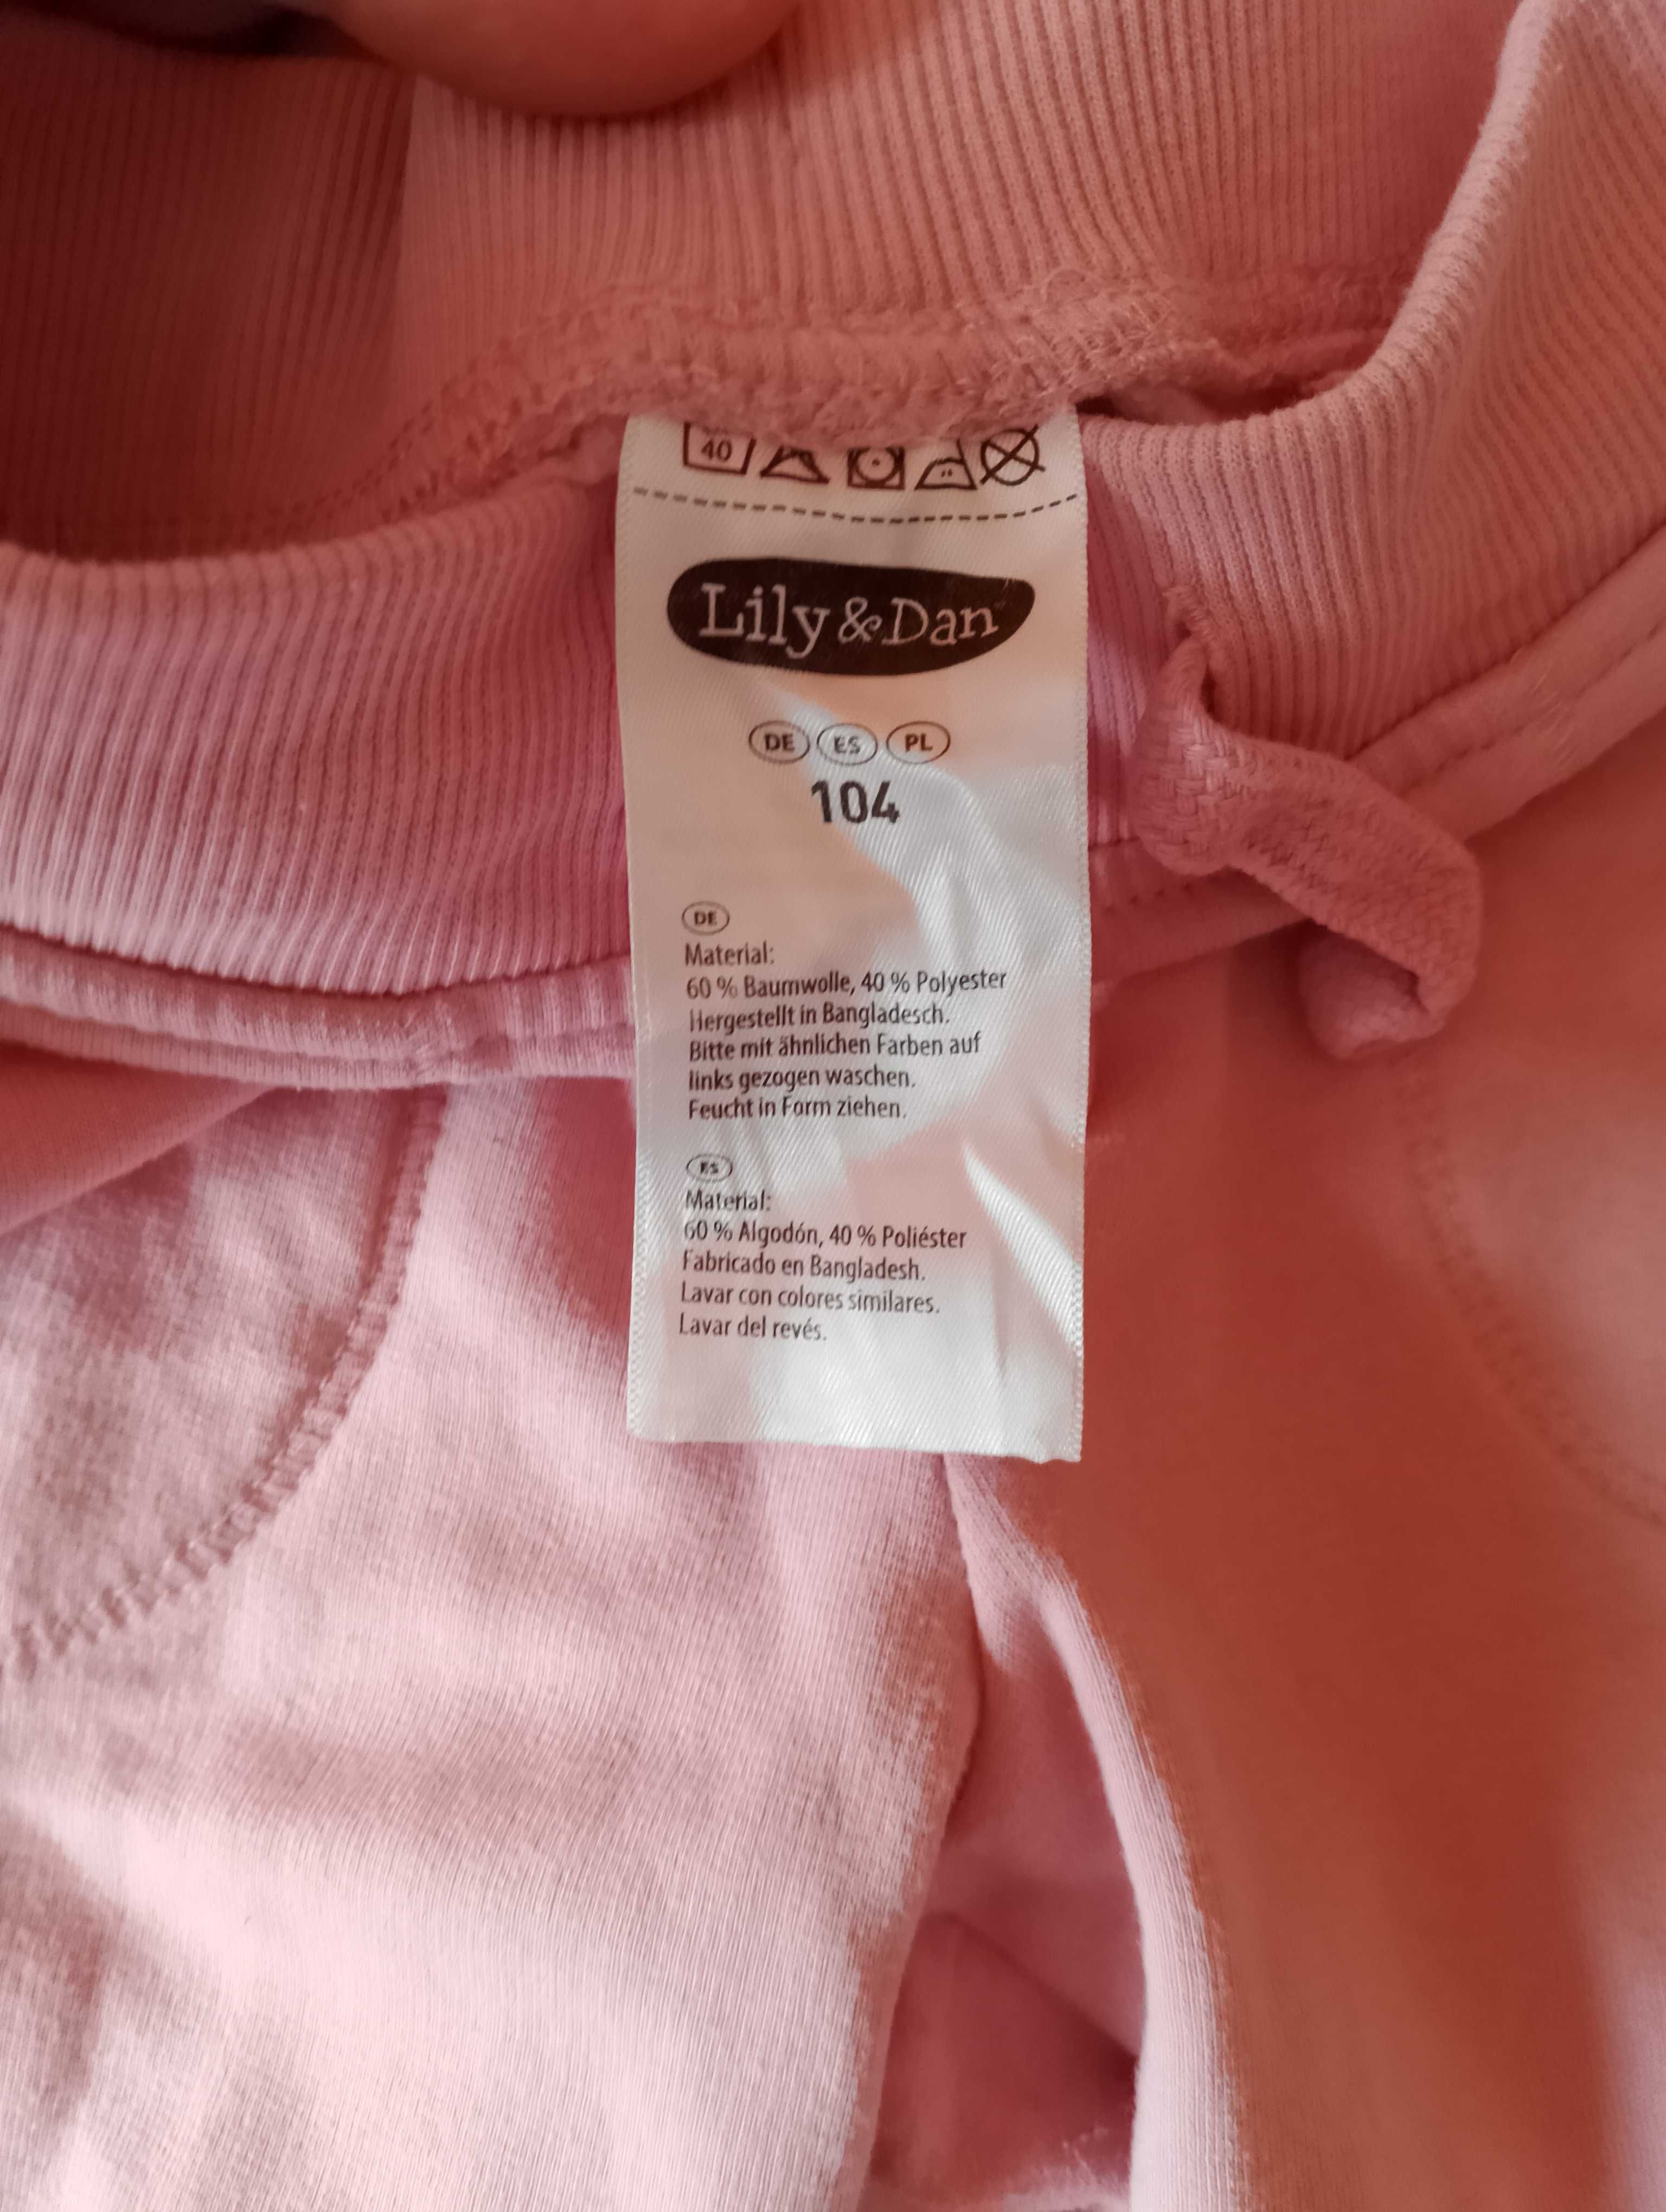 40
Lily & Dan
DE ES PL
104
DE
Material:
60 % Baumwolle, 40 % Polyester
Hergestellt in Bangladesch.
Bitte mit ähnlichen Farben auf
links gezogen waschen.
Feucht in Form ziehen.
ES
Material:
60 % Algodón, 40 % Poliéster
Fabricado en Bangladesh.
Lavar con colores similares.
Lavar del revés.